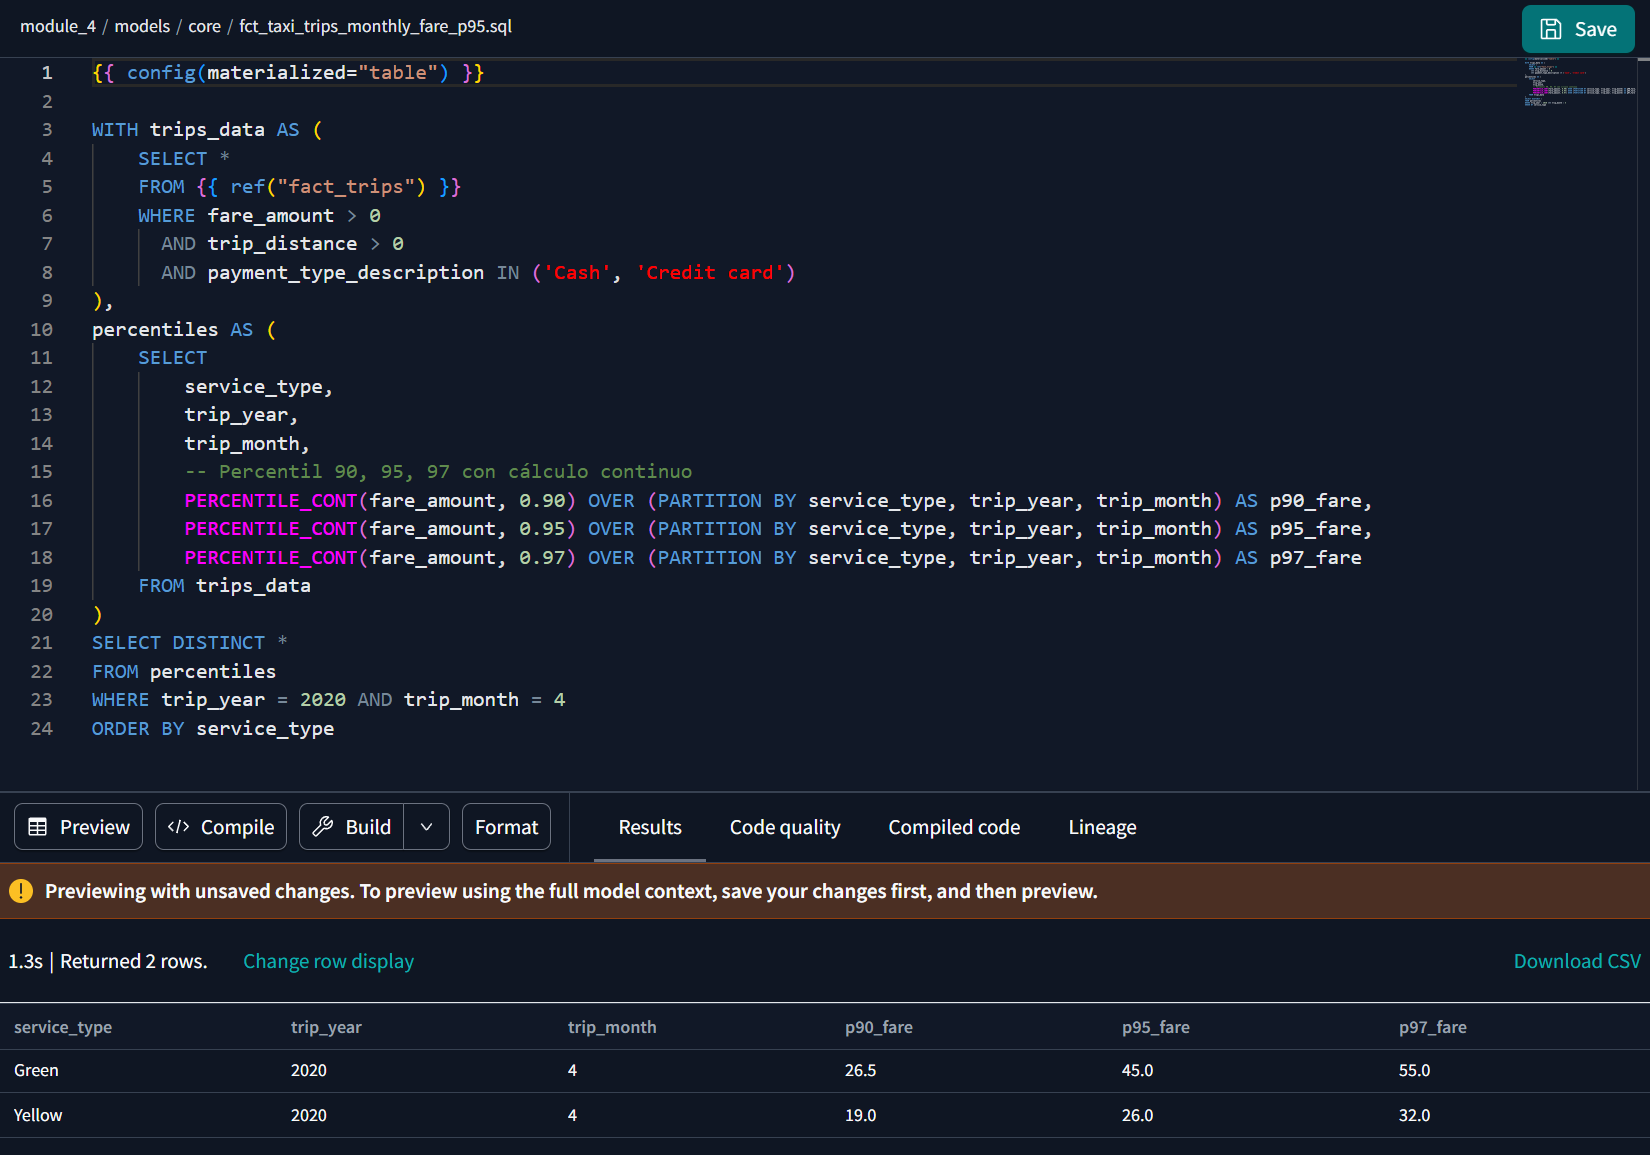 module_4 / models / core / fct_taxi_trips_monthly_fare_p95.sql
Save
1 {{ config(materialized="table") }}
2
3 WITH trips_data AS (
4     SELECT *
5     FROM {{ ref("fact_trips") }}
6     WHERE fare_amount > 0
7       AND trip_distance > 0
8       AND payment_type_description IN ('Cash', 'Credit card')
9 ),
10 percentiles AS (
11     SELECT
12         service_type,
13         trip_year,
14         trip_month,
15         -- Percentil 90, 95, 97 con cálculo continuo
16         PERCENTILE_CONT(fare_amount, 0.90) OVER (PARTITION BY service_type, trip_year, trip_month) AS p90_fare,
17         PERCENTILE_CONT(fare_amount, 0.95) OVER (PARTITION BY service_type, trip_year, trip_month) AS p95_fare,
18         PERCENTILE_CONT(fare_amount, 0.97) OVER (PARTITION BY service_type, trip_year, trip_month) AS p97_fare
19     FROM trips_data
20 )
21 SELECT DISTINCT *
22 FROM percentiles
23 WHERE trip_year = 2020 AND trip_month = 4
24 ORDER BY service_type
Preview </> Compile Build Format Results Code quality Compiled code Lineage
Previewing with unsaved changes. To preview using the full model context, save your changes first, and then preview.
1.3s | Returned 2 rows. Change row display Download CSV
service_type trip_year trip_month p90_fare p95_fare p97_fare
Green 2020 4 26.5 45.0 55.0
Yellow 2020 4 19.0 26.0 32.0